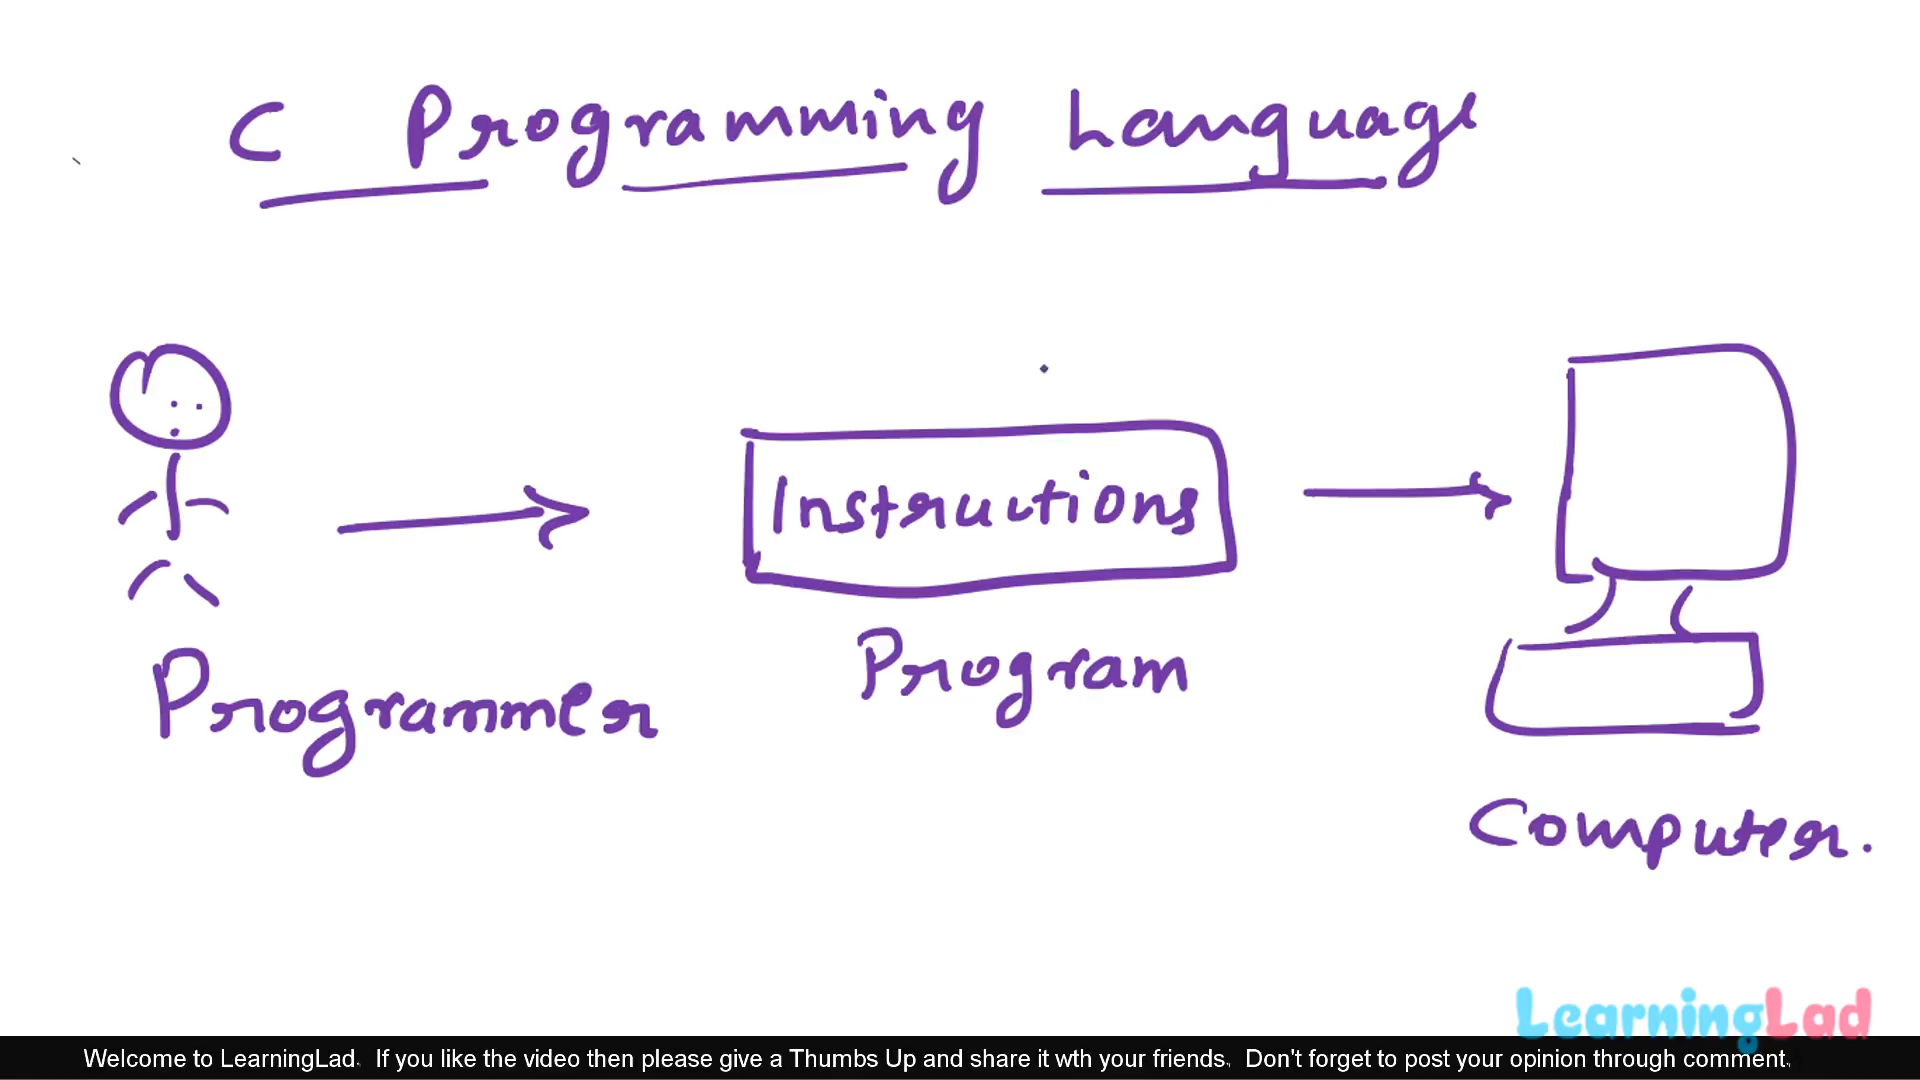 C Programming Language
Instructions
Program
Programmer
Computer.
LearningLad
Welcome to LearningLad. If you like the video then please give a Thumbs Up and share it wth your friends. Don't forget to post your opinion through comment.